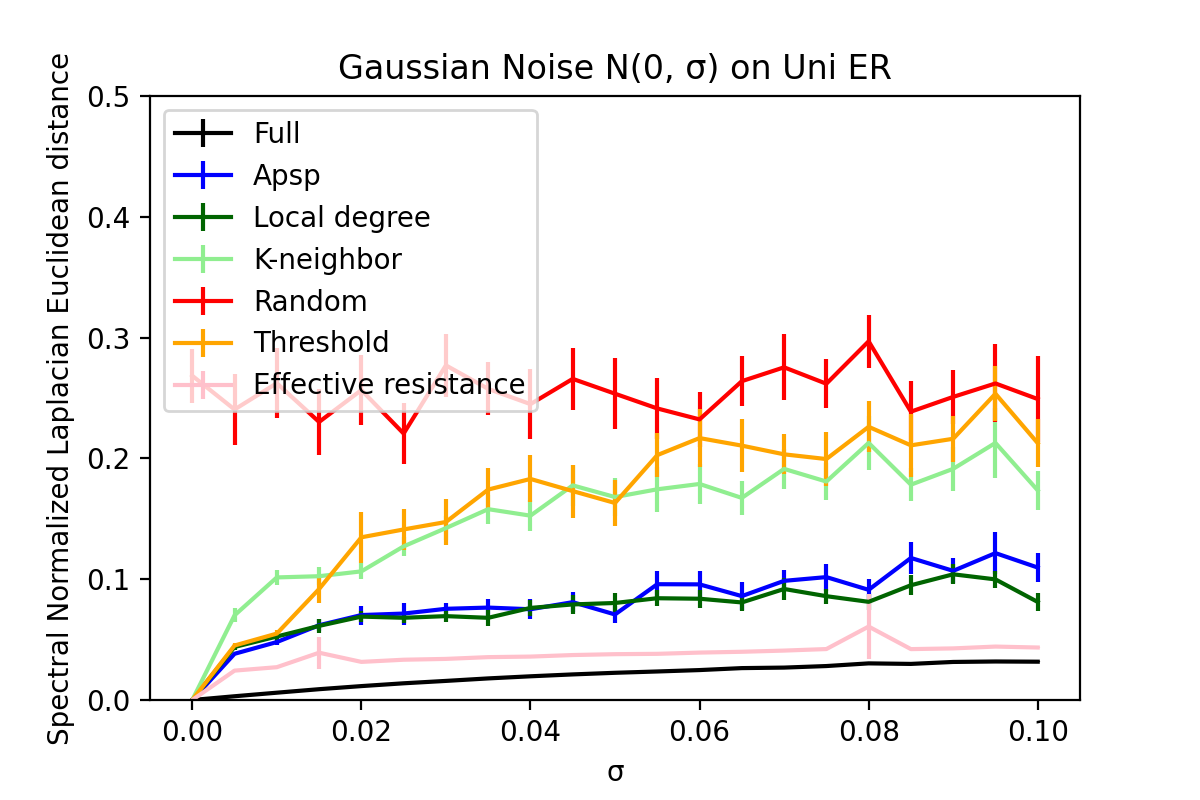 Gaussian Noise N(0, σ) on Uni ER
Spectral Normalized Laplacian Euclidean distance
0.5
0.4
0.3
0.2
0.1
0.0
Full
Apsp
Local degree
K-neighbor
Random
Threshold
Effective resistance
0.00 0.02 0.04 0.06 0.08 0.10
σ